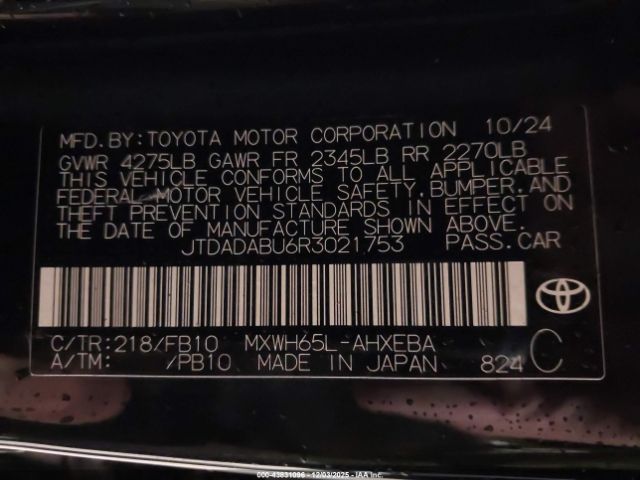 MFD. BY: TOYOTA MOTOR CORPORATION 10/24
GVWR 4275LB GAWR FR 2345LB RR 2270LB
THIS VEHICLE CONFORMS TO ALL APPLICABLE
FEDERAL MOTOR VEHICLE SAFETY, BUMPER, AND
THEFT PREVENTION STANDARDS IN EFFECT ON
THE DATE OF MANUFACTURE SHOWN ABOVE.
JTDADABU6R3021753 PASS. CAR
C/TR: 218/FB10 MXWH65L-AHXEBA
A/TM: /PB10 MADE IN JAPAN 824 C
000-43831096 - 12/03/2025 - IAA, Inc.